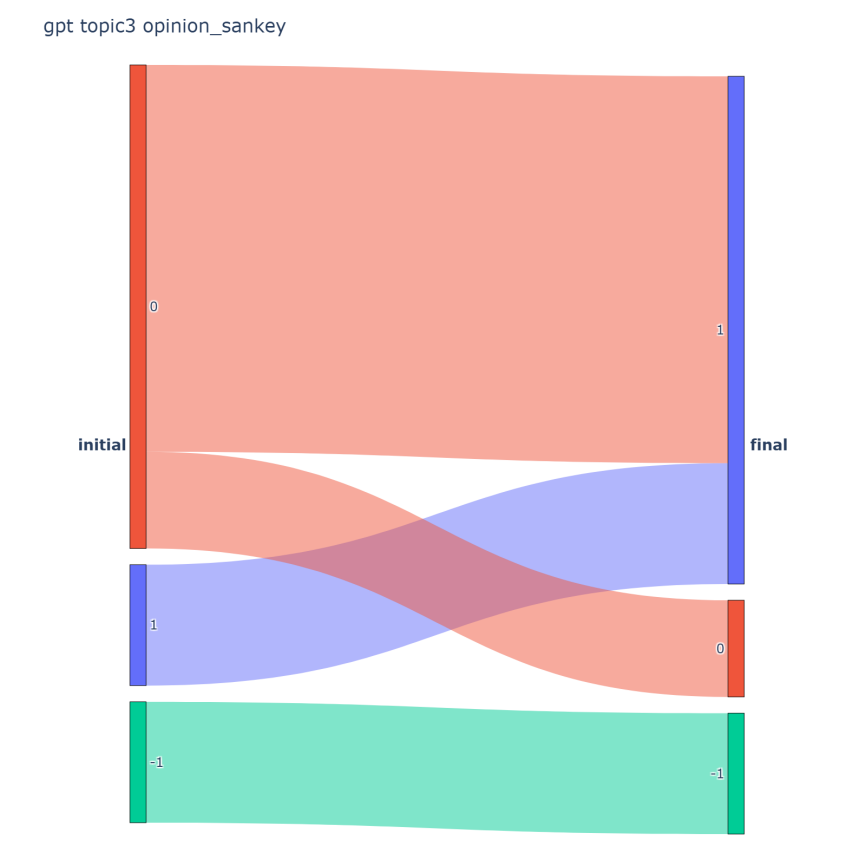 gpt topic3 opinion_sankey
0
1
initial
final
1
0
-1
-1